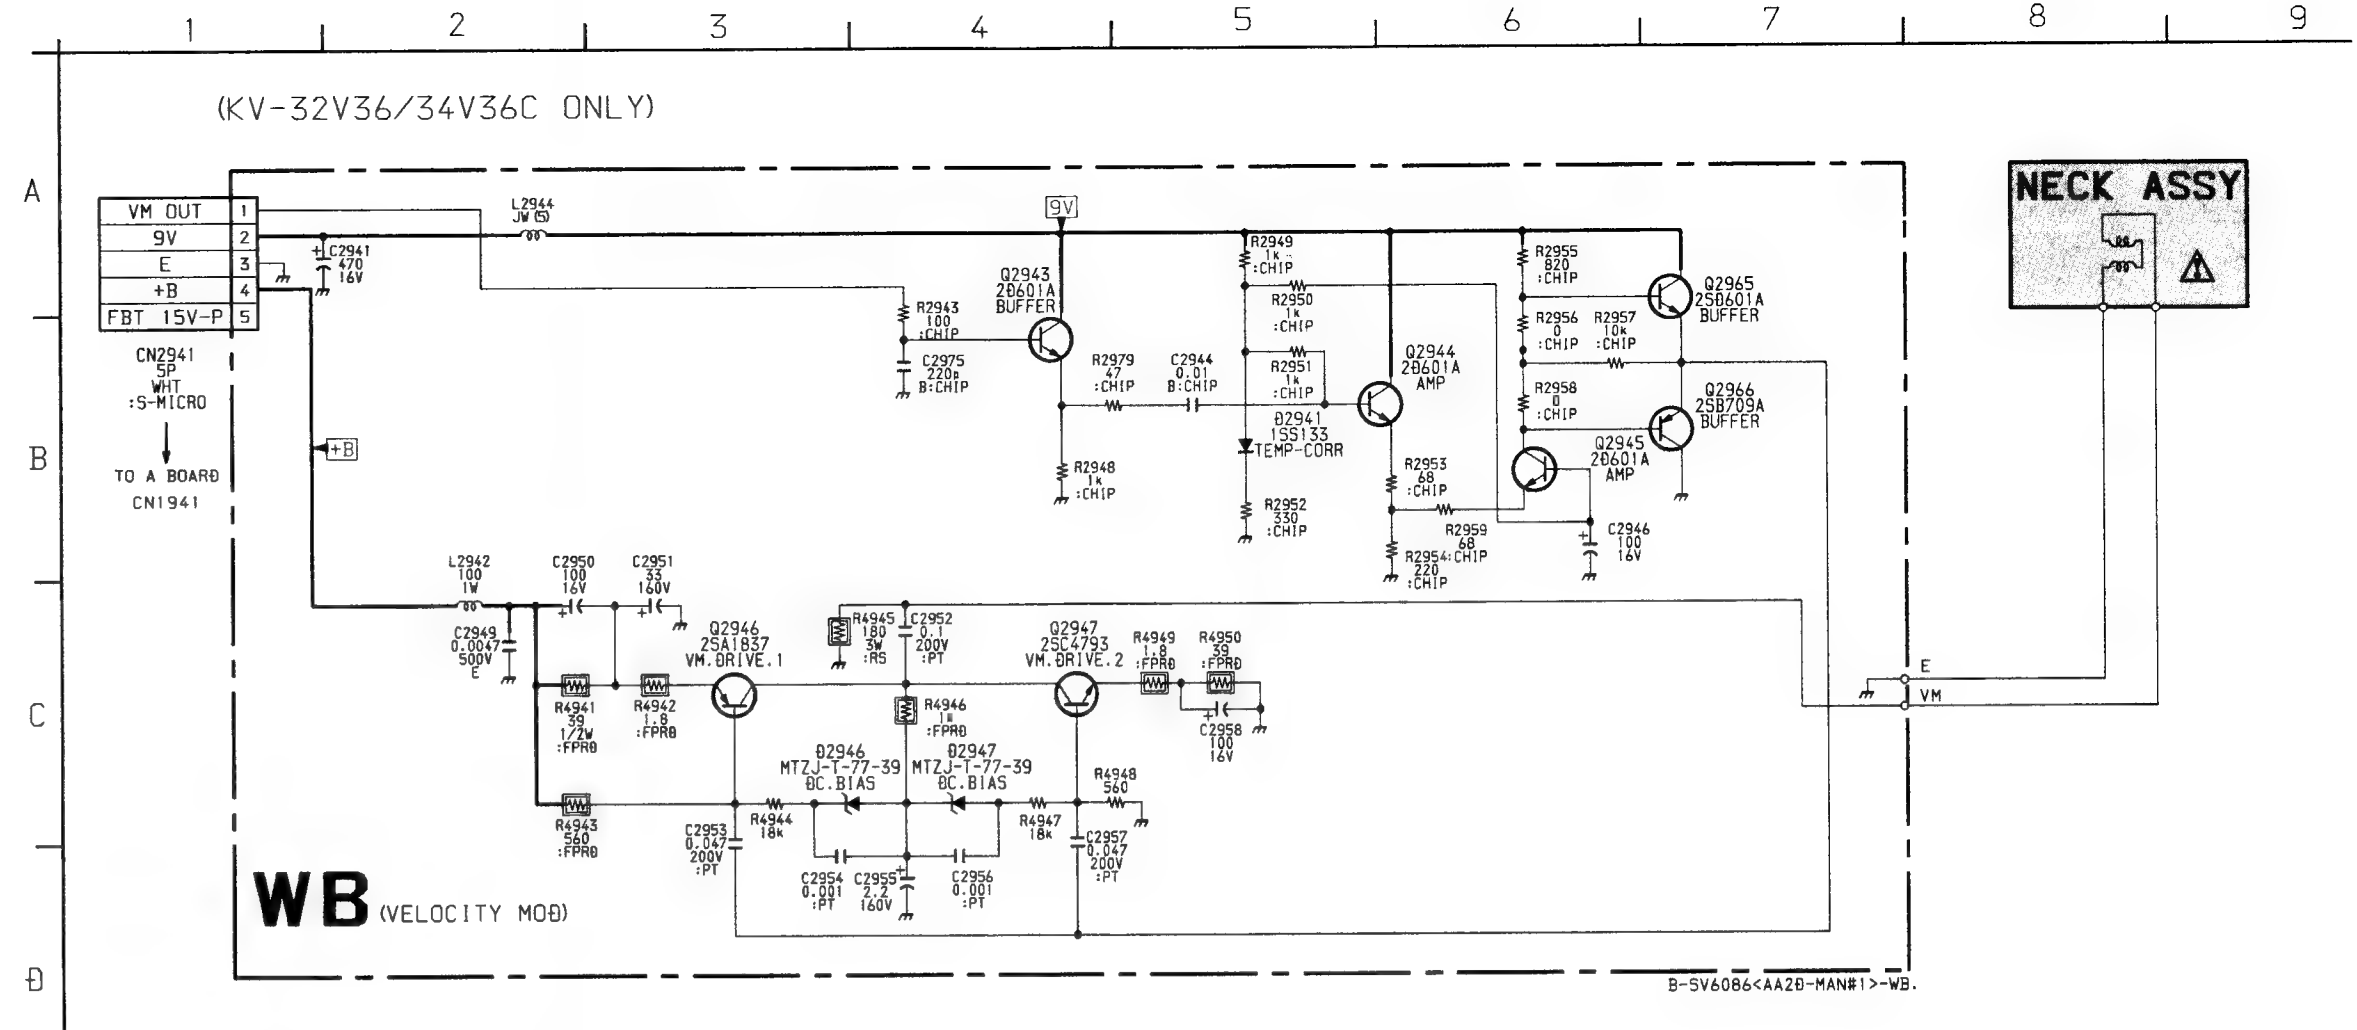 1 2 3 4 5 6 7 8 9
(KV-32V36/34V36C ONLY)
A
B
C
D
VM OUT 1
9V 2
E 3
+B 4
FBT 15V-P 5
CN2941
5P
WHT
:S-MICRO
TO A BOARD
CN1941
C2941
470
16V
L2944
JW(5)
+B
9V
Q2943
2D601A
BUFFER
R2943
100
:CHIP
C2975
220p
B:CHIP
R2979
47
:CHIP
C2944
0.01
B:CHIP
R2948
1k
:CHIP
R2949
1k
:CHIP
R2950
1k
:CHIP
R2951
1k
:CHIP
D2941
1SS133
TEMP-CORR
R2952
330
:CHIP
Q2944
2D601A
AMP
R2953
68
:CHIP
R2959
68
:CHIP
R2954
220
:CHIP
R2955
820
:CHIP
R2956
0
:CHIP
R2957
10k
:CHIP
R2958
0
:CHIP
Q2965
2SD601A
BUFFER
Q2966
2SB709A
BUFFER
Q2945
2D601A
AMP
C2946
100
16V
NECK ASSY
L2942
100
1W
C2950
100
16V
C2951
33
160V
C2949
0.0047
500V
E
R4941
39
1/2W
:FPRD
R4942
1.8
:FPRD
R4943
560
:FPRD
Q2946
2SA1837
VM.DRIVE.1
R4945
180
3W
:RS
C2952
0.1
200V
:PT
Q2947
2SC4793
VM.DRIVE.2
R4949
1.8
:FPRD
R4950
39
:FPRD
C2958
100
16V
R4946
:FPRD
D2946
MTZJ-T-77-39
DC.BIAS
D2947
MTZJ-T-77-39
DC.BIAS
R4948
560
R4944
18k
R4947
18k
C2953
0.047
200V
:PT
C2954
0.001
:PT
C2955
2.2
160V
C2956
0.001
:PT
C2957
0.047
200V
:PT
E
VM
WB (VELOCITY MOD)
B-SV6086<AA2D-MAN#1>-WB.